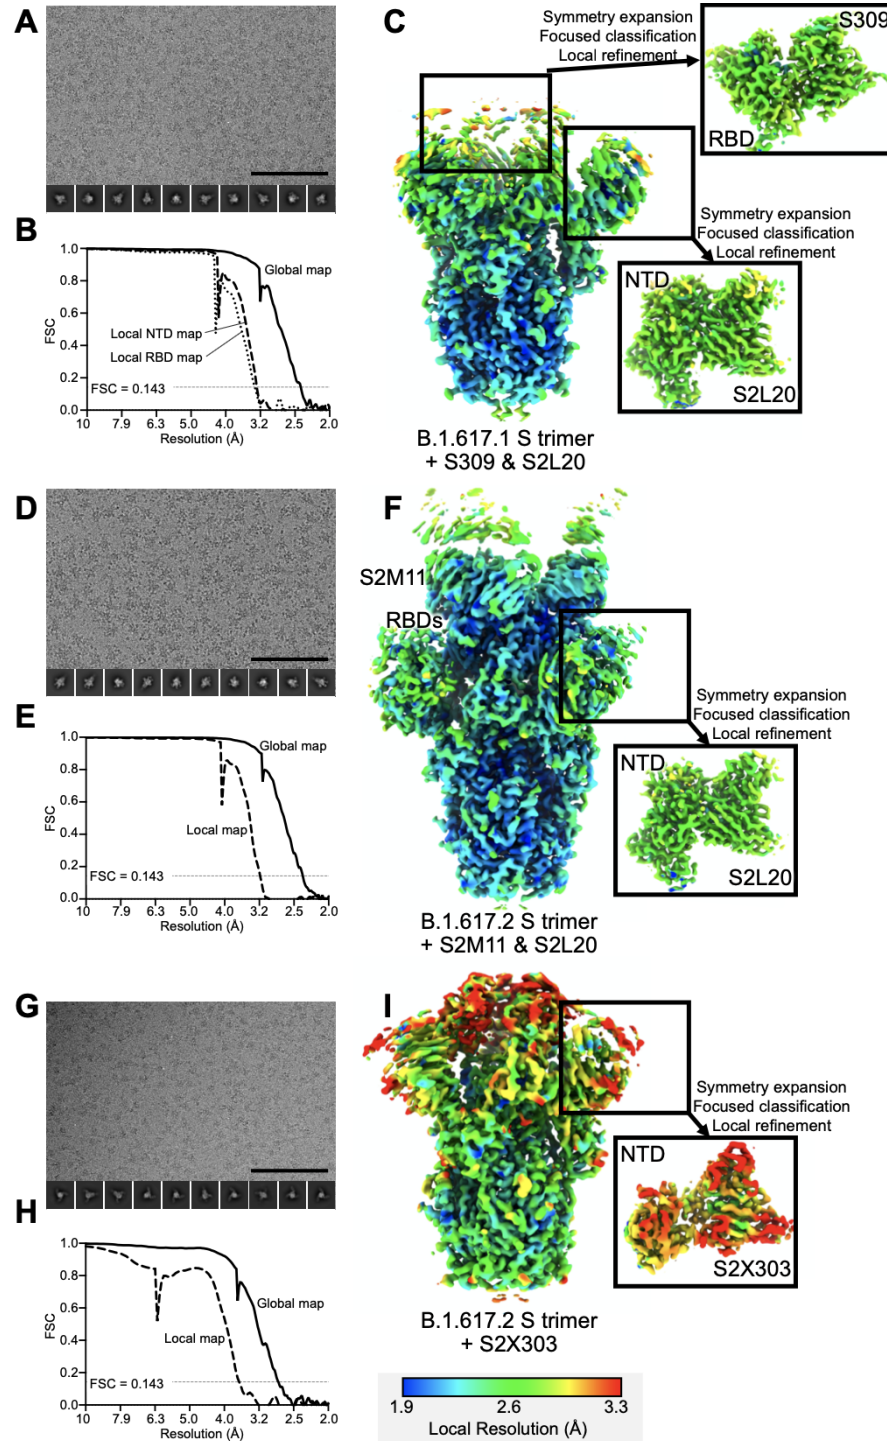 A
B
1.0
0.8
0.6
0.4
0.2
0.0
FSC
Global map
Local NTD map
Local RBD map
FSC = 0.143
10 7.9 6.3 5.0 4.0 3.2 2.5 2.0
Resolution (Å)
C
Symmetry expansion
Focused classification
Local refinement
S309
RBD
Symmetry expansion
Focused classification
Local refinement
NTD
S2L20
B.1.617.1 S trimer
+ S309 & S2L20
D
E
1.0
0.8
0.6
0.4
0.2
0.0
FSC
Global map
Local map
FSC = 0.143
10 7.9 6.3 5.0 4.0 3.2 2.5 2.0
Resolution (Å)
F
S2M11
RBDs
Symmetry expansion
Focused classification
Local refinement
NTD
S2L20
B.1.617.2 S trimer
+ S2M11 & S2L20
G
H
1.0
0.8
0.6
0.4
0.2
0.0
FSC
Global map
Local map
FSC = 0.143
10 7.9 6.3 5.0 4.0 3.2 2.5 2.0
Resolution (Å)
I
Symmetry expansion
Focused classification
Local refinement
NTD
S2X303
B.1.617.2 S trimer
+ S2X303
1.9 2.6 3.3
Local Resolution (Å)